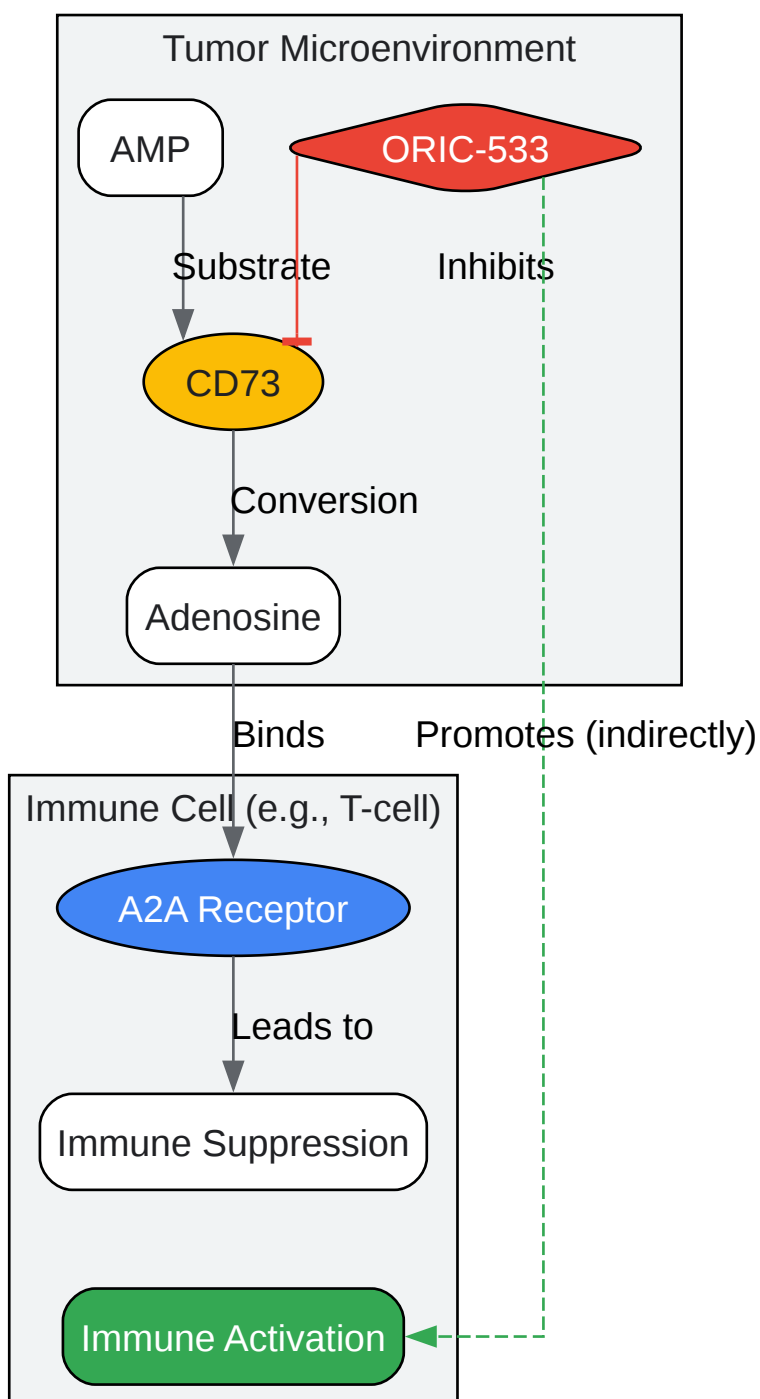 Tumor Microenvironment
AMP
ORIC-533
Substrate
Inhibits
CD73
Conversion
Adenosine
Binds
Promotes (indirectly)
Immune Cell (e.g., T-cell)
A2A Receptor
Leads to
Immune Suppression
Immune Activation